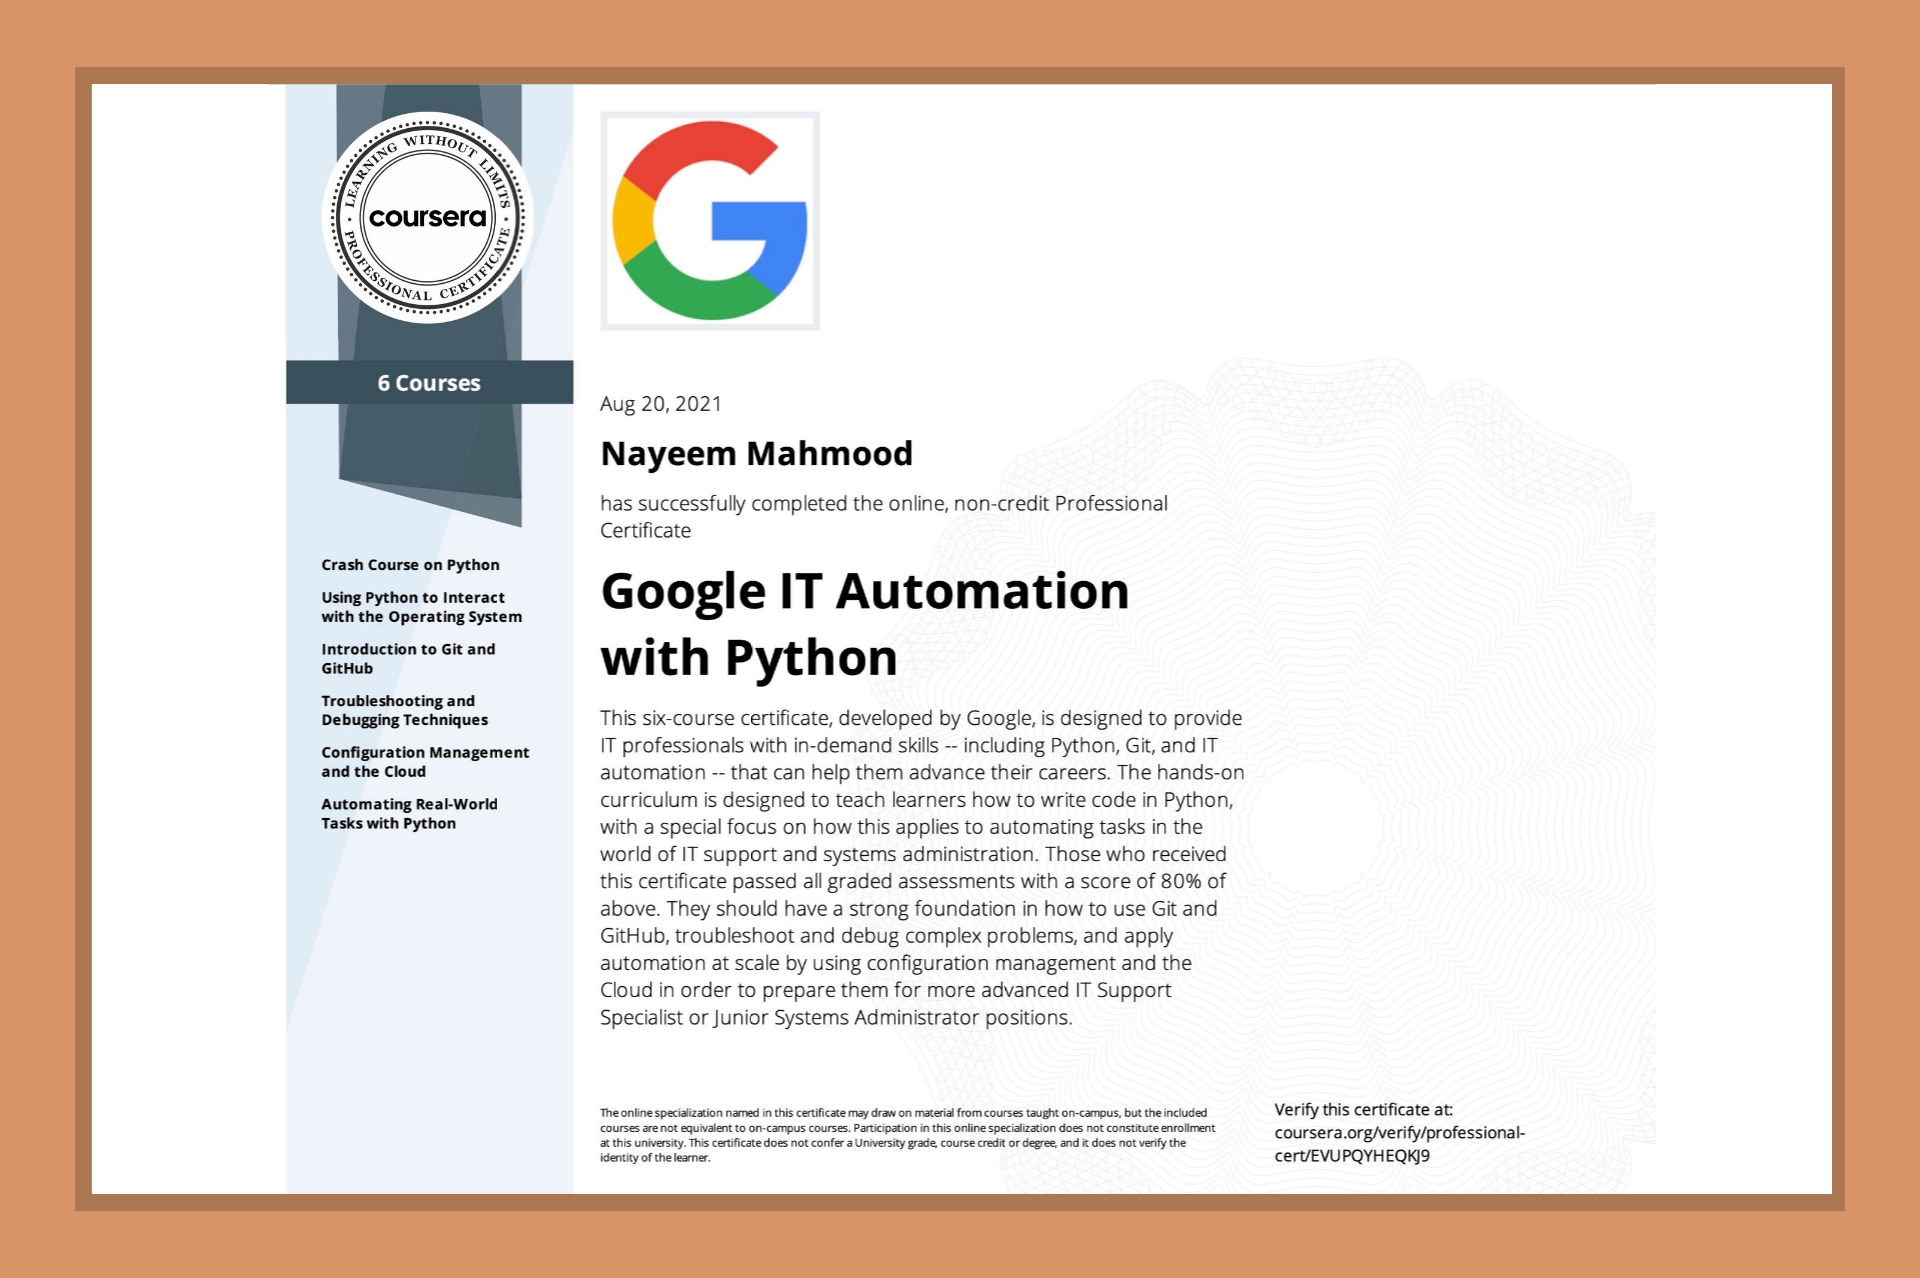 LEARNING WITHOUT LIMITS
coursera
PROFESSIONAL CERTIFICATE
6 Courses
Crash Course on Python
Using Python to Interact
with the Operating System
Introduction to Git and
GitHub
Troubleshooting and
Debugging Techniques
Configuration Management
and the Cloud
Automating Real-World
Tasks with Python
Aug 20, 2021
Nayeem Mahmood
has successfully completed the online, non-credit Professional
Certificate
Google IT Automation
with Python
This six-course certificate, developed by Google, is designed to provide
IT professionals with in-demand skills -- including Python, Git, and IT
automation -- that can help them advance their careers. The hands-on
curriculum is designed to teach learners how to write code in Python,
with a special focus on how this applies to automating tasks in the
world of IT support and systems administration. Those who received
this certificate passed all graded assessments with a score of 80% of
above. They should have a strong foundation in how to use Git and
GitHub, troubleshoot and debug complex problems, and apply
automation at scale by using configuration management and the
Cloud in order to prepare them for more advanced IT Support
Specialist or Junior Systems Administrator positions.
The online specialization named in this certificate may draw on material from courses taught on-campus, but the included
courses are not equivalent to on-campus courses. Participation in this online specialization does not constitute enrollment
at this university. This certificate does not confer a University grade, course credit or degree, and it does not verify the
identity of the learner.
Verify this certificate at:
coursera.org/verify/professional-
cert/EVUPQYHEQKJ9